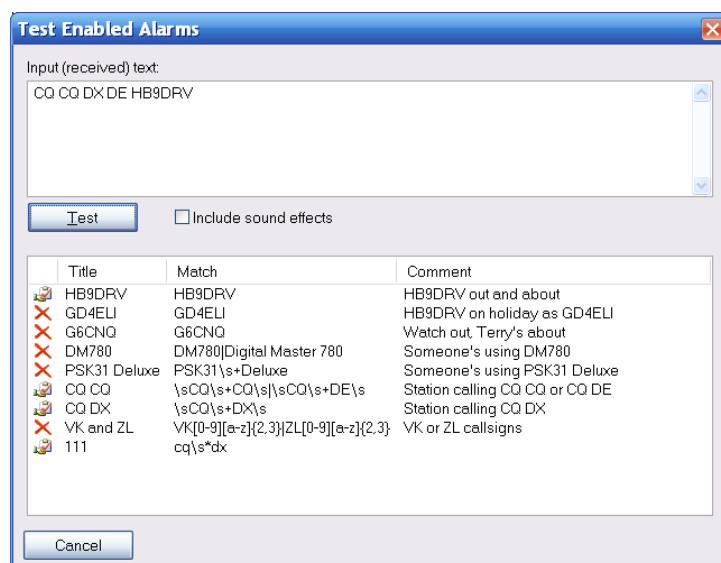 Test Enabled Alarms
Input (received) text:
CQ CQ DX DE HB9DRV
Test Include sound effects
Title Match Comment
HB9DRV HB9DRV HB9DRV out and about
GD4ELI GD4ELI HB9DRV on holiday as GD4ELI
G6CNQ G6CNQ Watch out, Terry's about
DM780 DM780|Digital Master 780 Someone's using DM780
PSK31 Deluxe PSK31\s+Deluxe Someone's using PSK31 Deluxe
CQ CQ \sCQ\s+CQ\s|\sCQ\s+DE\s Station calling CQ CQ or CQ DE
CQ DX \sCQ\s+DX\s Station calling CQ DX
VK and ZL VK[0-9][a-z]{2,3}|ZL[0-9][a-z]{2,3} VK or ZL callsigns
111 cq\s*dx
Cancel